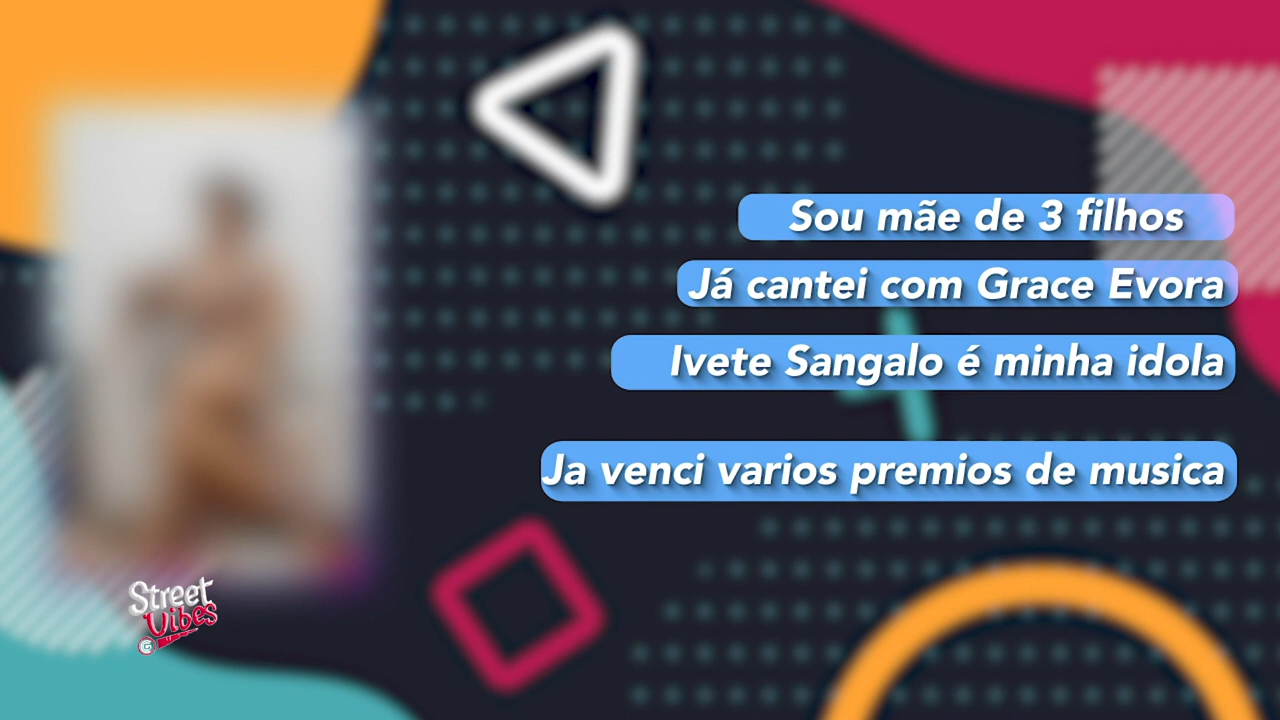 Sou mãe de 3 filhos
Já cantei com Grace Evora
Ivete Sangalo é minha idola
Ja venci varios premios de musica
Street
Vibes